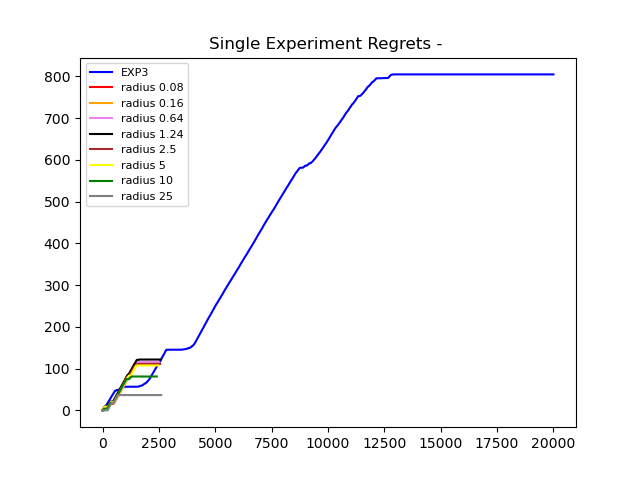 Single Experiment Regrets -
800
700
600
500
400
300
200
100
0
EXP3
radius 0.08
radius 0.16
radius 0.64
radius 1.24
radius 2.5
radius 5
radius 10
radius 25
0 2500 5000 7500 10000 12500 15000 17500 20000